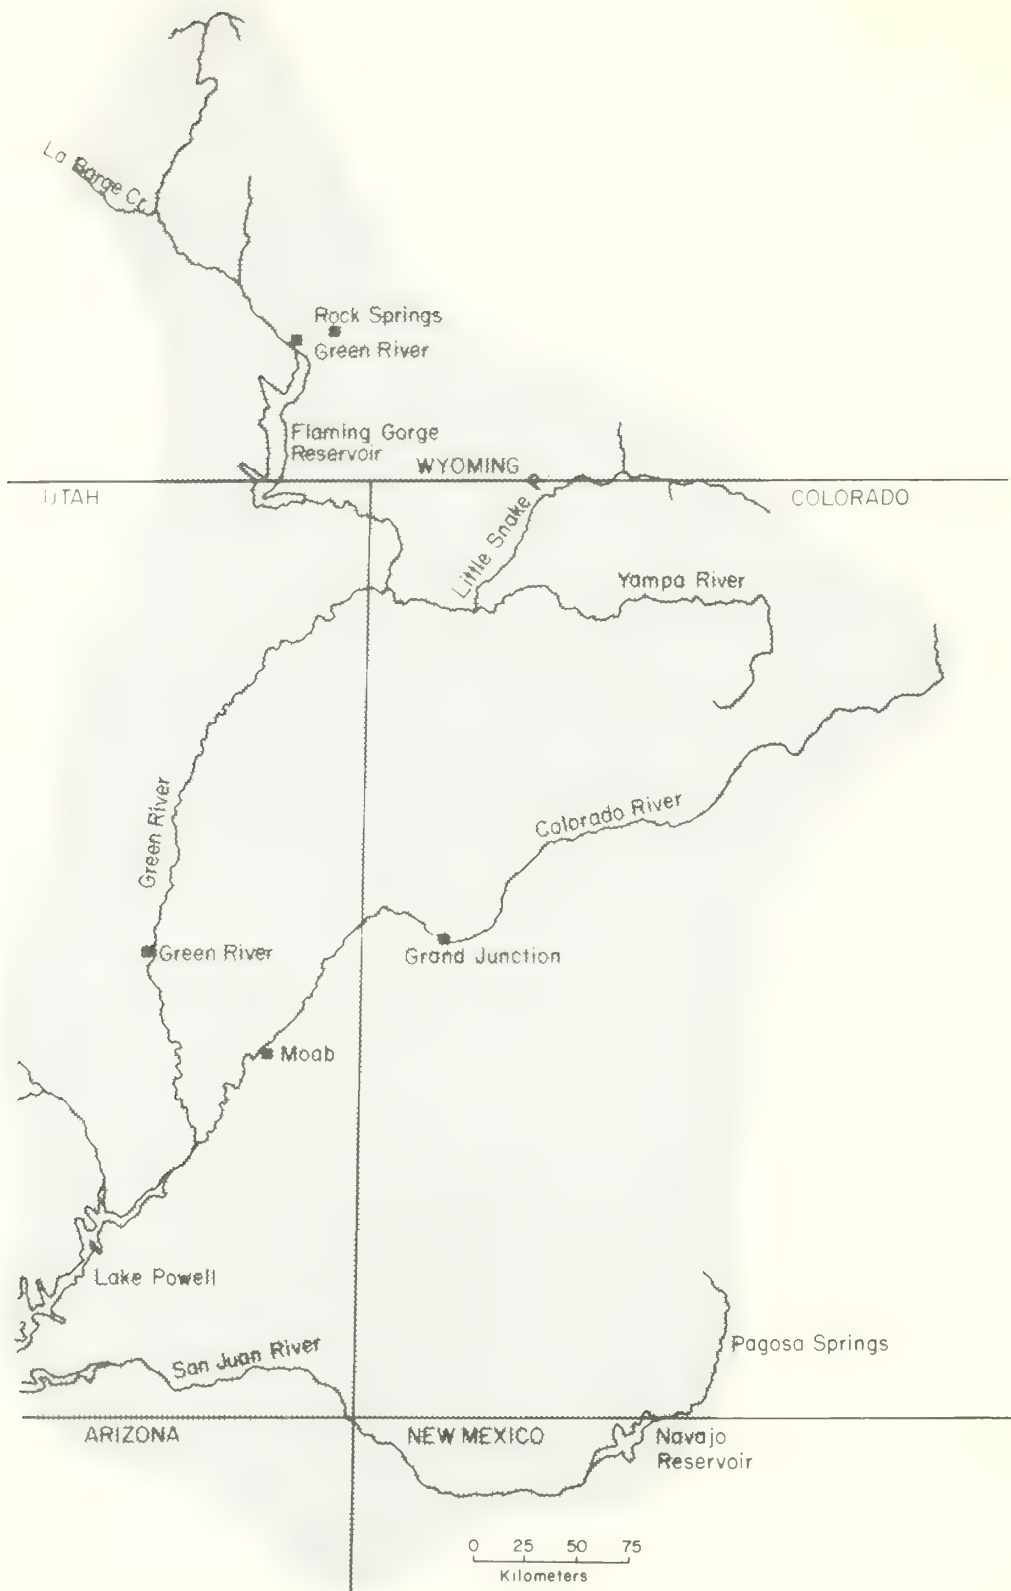 La Barge Cr.
Rock Springs
Green River
Flaming Gorge
Reservoir
WYOMING
UTAH
COLORADO
Little Snake
Yampa River
Green River
Colorado River
Green River
Grand Junction
Moab
Lake Powell
Pagosa Springs
San Juan River
ARIZONA
NEW MEXICO
Navajo
Reservoir
0 25 50 75
Kilometers